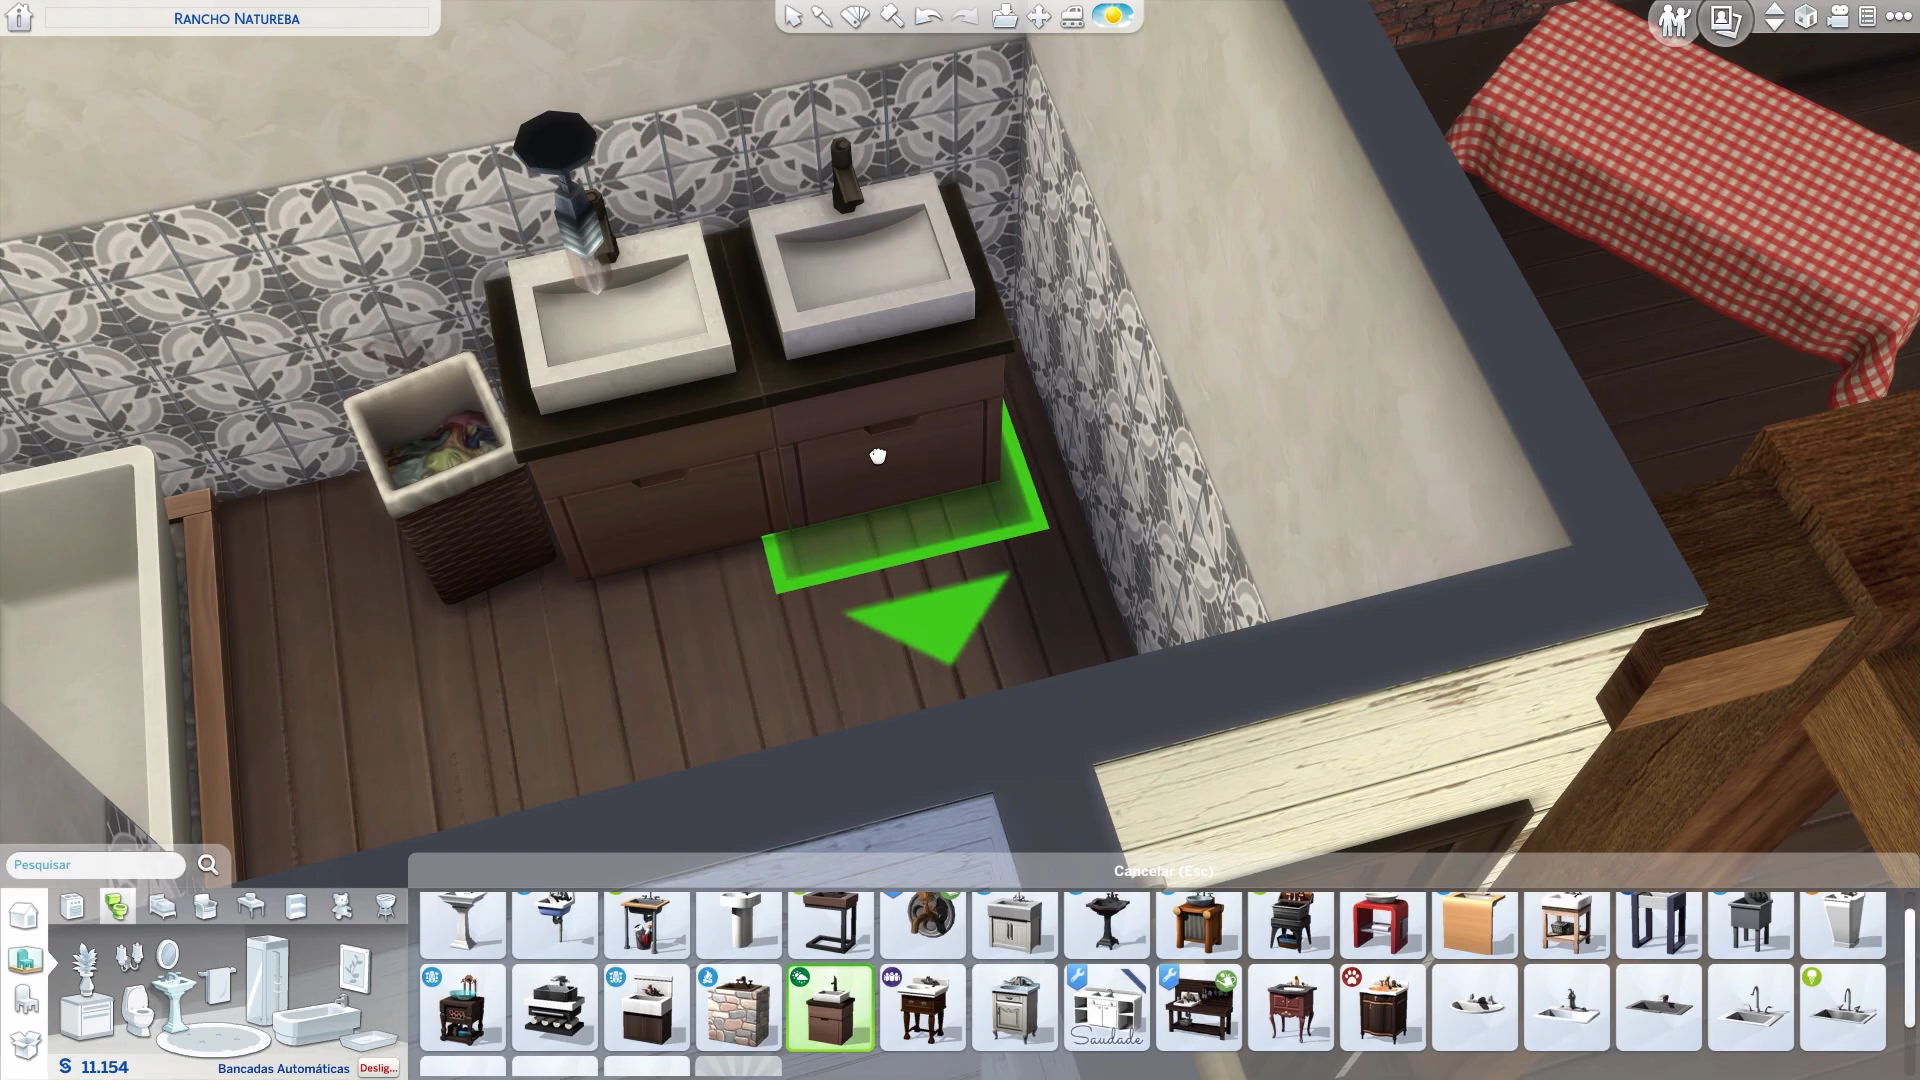 Rancho Natureba
Cancelar (Esc)
Pesquisar
Saudade
S 11.154
Bancadas Automáticas
Deslig...